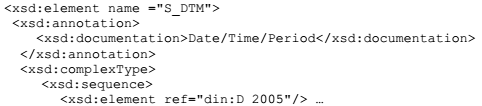 <xsd:element name ="S_DTM">
<xsd:annotation>
<xsd:documentation>Date/Time/Period</xsd:documentation>
</xsd:annotation>
<xsd:complexType>
<xsd:sequence>
<xsd:element ref="din:D 2005"/> …